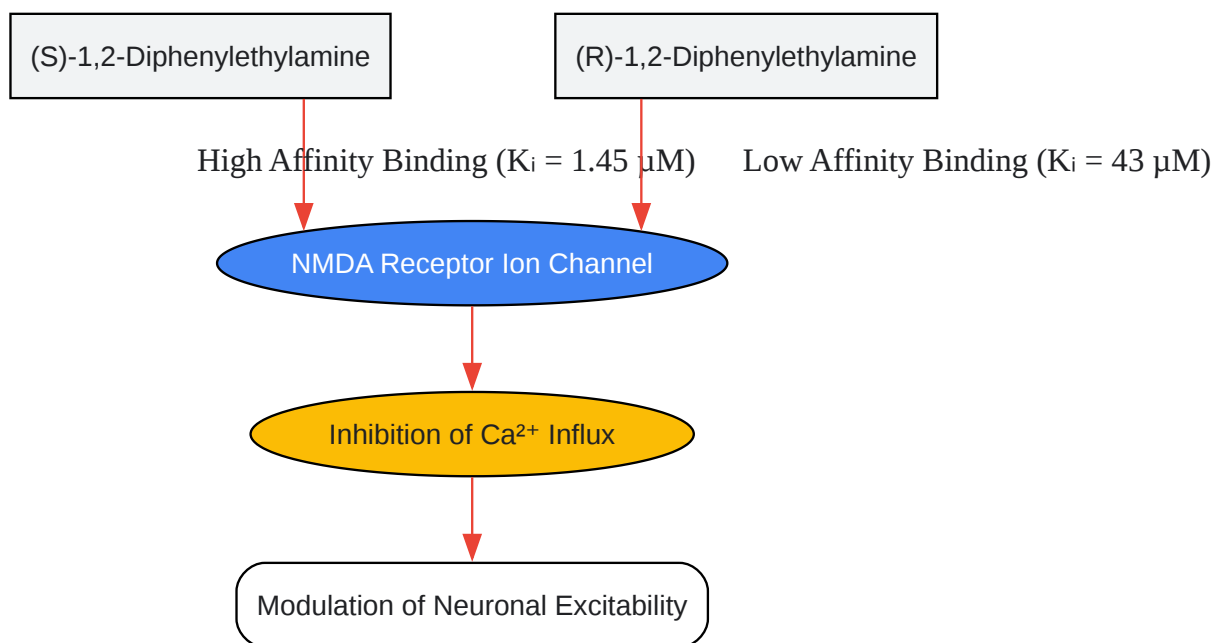 (S)-1,2-Diphenylethylamine
(R)-1,2-Diphenylethylamine
High Affinity Binding (Kᵢ = 1.45 µM)
Low Affinity Binding (Kᵢ = 43 µM)
NMDA Receptor Ion Channel
Inhibition of Ca²⁺ Influx
Modulation of Neuronal Excitability